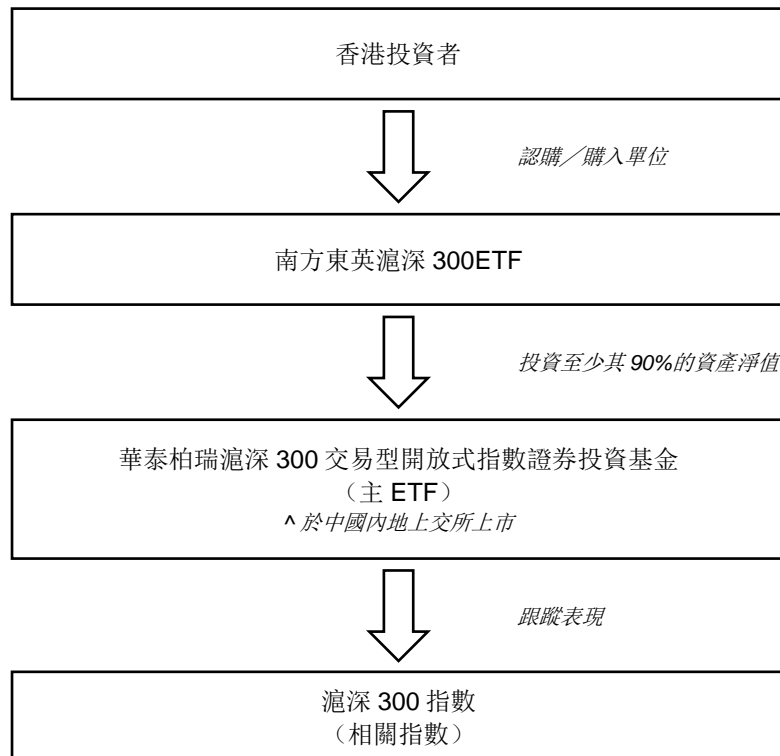 香港投資者
認購／購入單位
南方東英滬深 300ETF
投資至少其 90%的資產淨值
華泰柏瑞滬深 300 交易型開放式指數證券投資基金
（主 ETF）
^ 於中國內地上交所上市
跟蹤表現
滬深 300 指數
（相關指數）